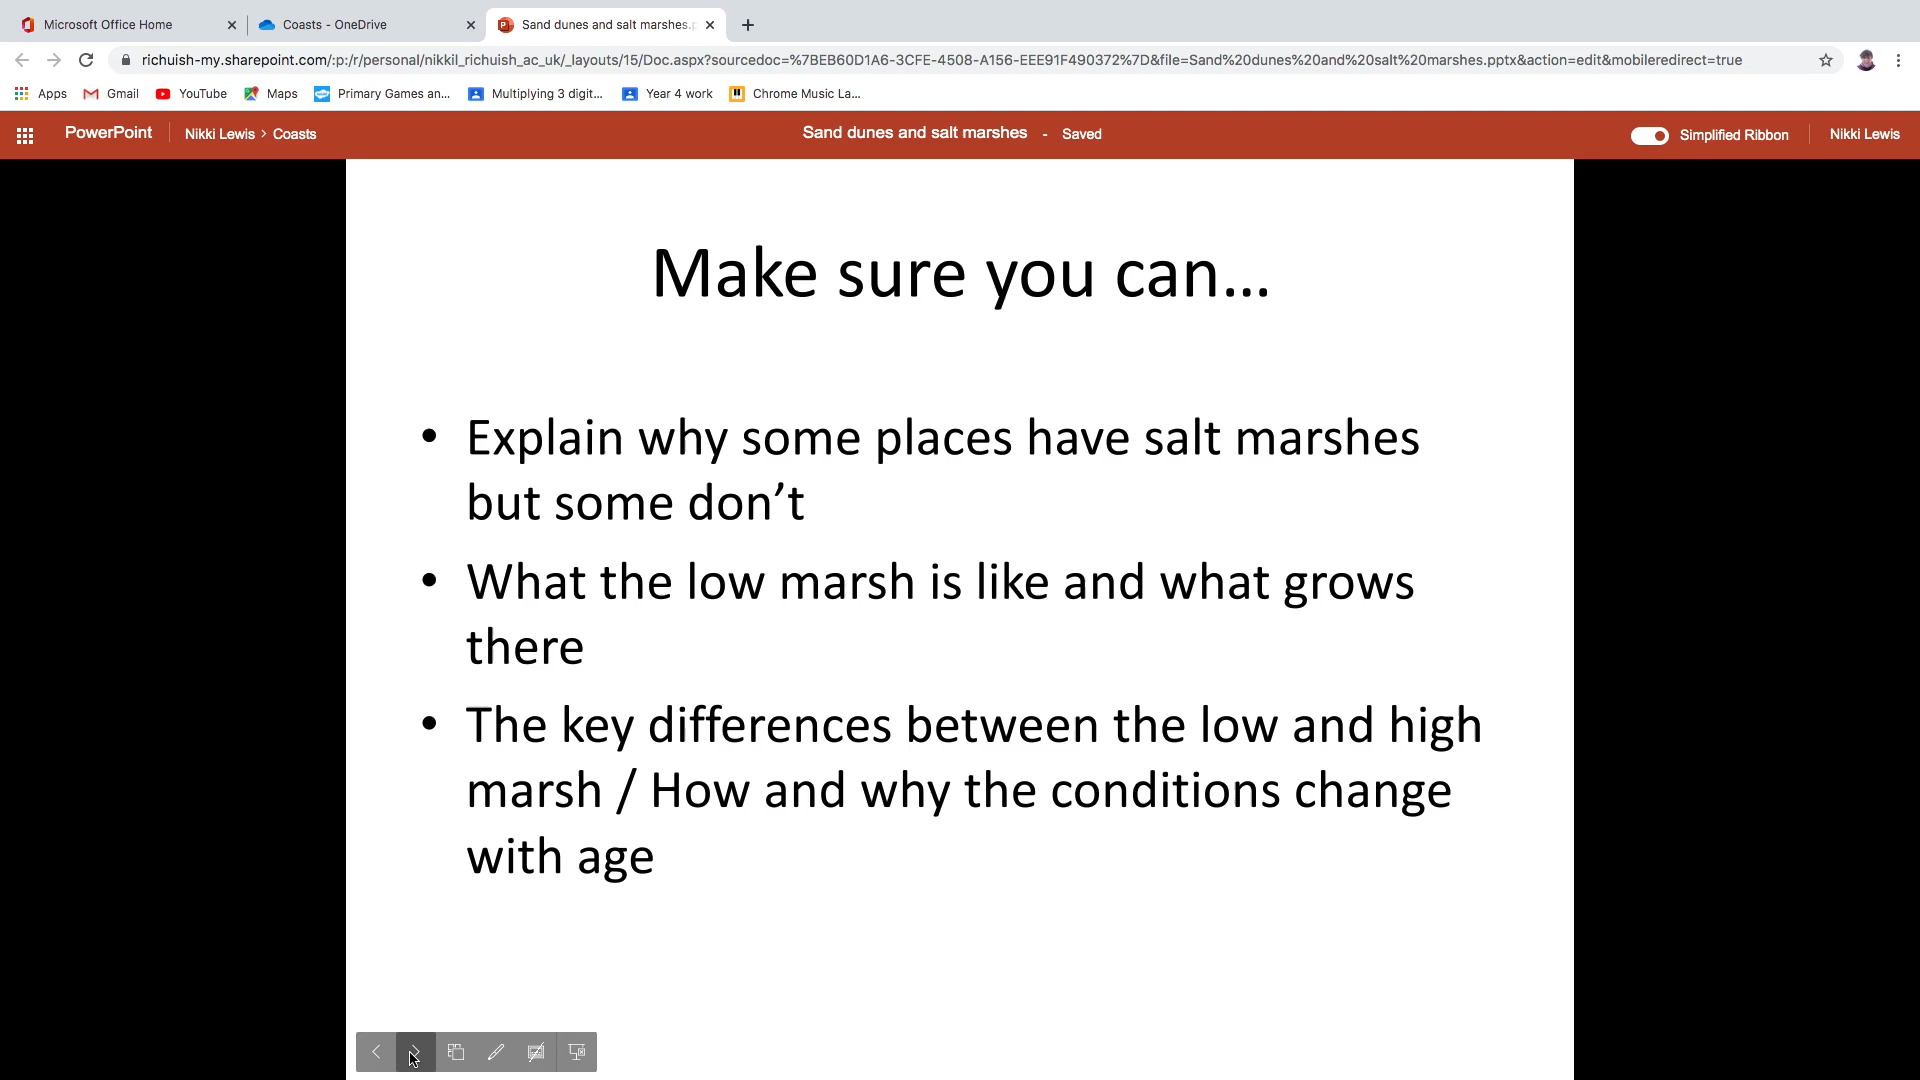 Microsoft Office Home
Coasts - OneDrive
Sand dunes and salt marshes.p
richuish-my.sharepoint.com/:p:/r/personal/nikkil_richuish_ac_uk/_layouts/15/Doc.aspx?sourcedoc=%7BEB60D1A6-3CFE-4508-A156-EEE91F490372%7D&file=Sand%20dunes%20and%20salt%20marshes.pptx&action=edit&mobileredirect=true
Apps Gmail YouTube Maps Primary Games an... Multiplying 3 digit... Year 4 work Chrome Music La...
PowerPoint Nikki Lewis > Coasts Sand dunes and salt marshes - Saved Simplified Ribbon Nikki Lewis
Make sure you can...
• Explain why some places have salt marshes
but some don’t
• What the low marsh is like and what grows
there
• The key differences between the low and high
marsh / How and why the conditions change
with age